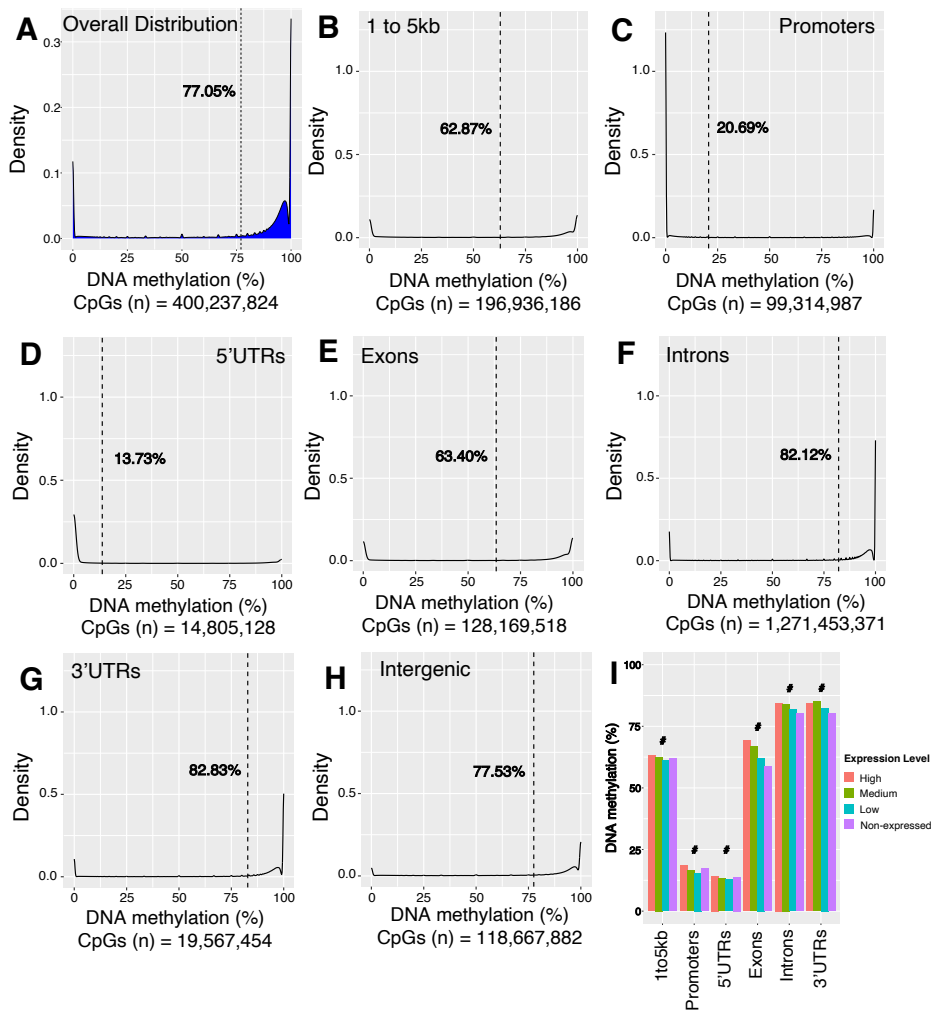 A
Overall Distribution
0.3
0.2
0.1
0.0
Density
77.05%
0
25
50
75
100
DNA methylation (%)
CpGs (n) = 400,237,824
B
1 to 5kb
1.0
0.5
0.0
Density
62.87%
0
25
50
75
100
DNA methylation (%)
CpGs (n) = 196,936,186
C
Promoters
1.0
0.5
0.0
Density
20.69%
0
25
50
75
100
DNA methylation (%)
CpGs (n) = 99,314,987
D
5'UTRs
1.0
0.5
0.0
Density
13.73%
0
25
50
75
100
DNA methylation (%)
CpGs (n) = 14,805,128
E
Exons
1.0
0.5
0.0
Density
63.40%
0
25
50
75
100
DNA methylation (%)
CpGs (n) = 128,169,518
F
Introns
1.0
0.5
0.0
Density
82.12%
0
25
50
75
100
DNA methylation (%)
CpGs (n) = 1,271,453,371
G
3'UTRs
1.0
0.5
0.0
Density
82.83%
0
25
50
75
100
DNA methylation (%)
CpGs (n) = 19,567,454
H
Intergenic
1.0
0.5
0.0
Density
77.53%
0
25
50
75
100
DNA methylation (%)
CpGs (n) = 118,667,882
I
100
75
50
25
0
DNA methylation (%)
#
#
#
#
#
#
1to5kb
Promoters
5'UTRs
Exons
Introns
3'UTRs
Expression Level
High
Medium
Low
Non-expressed